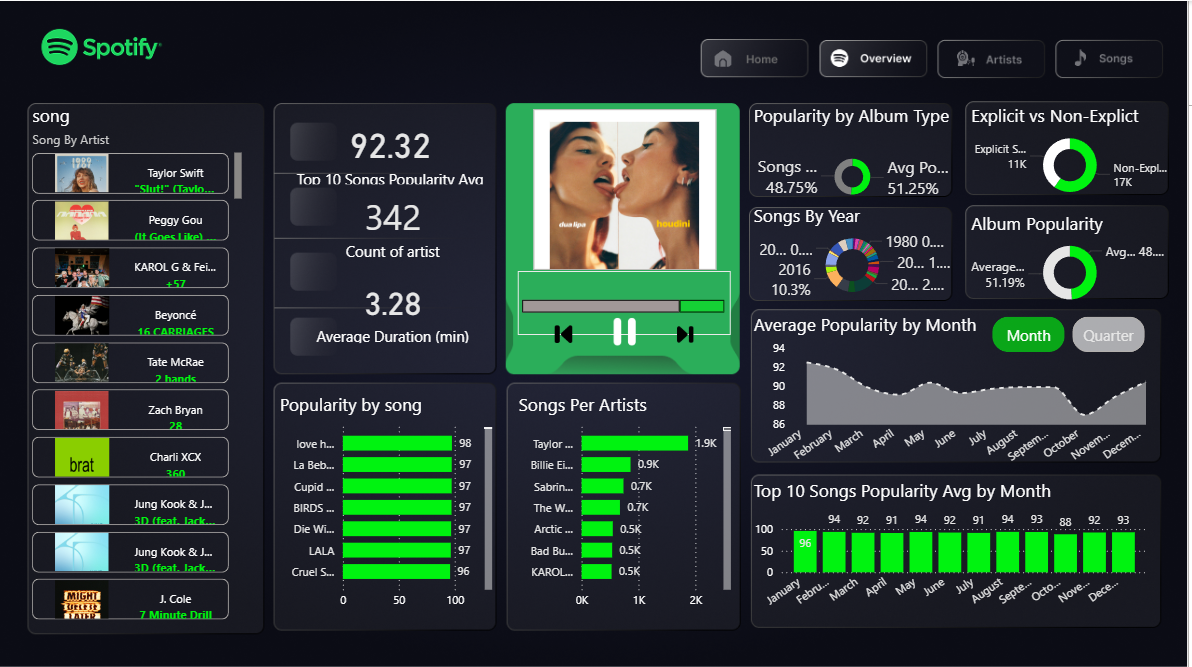 Spotify
Home
Overview
Artists
Songs
song
Song By Artist
Taylor Swift
"Slut!" (Taylo...
Peggy Gou
(It Goes Like) ...
KAROL G & Fei...
+57
Beyoncé
16 CARRIAGES
Tate McRae
2 hands
Zach Bryan
28
brat
Charli XCX
360
Jung Kook & J...
3D (feat. Jack...
Jung Kook & J...
3D (feat. Jack...
J. Cole
7 Minute Drill
MIGHT
DELETE
LATER
92.32
Top 10 Songs Popularity Avg
342
Count of artist
3.28
Average Duration (min)
dua lipa
houdini
Popularity by Album Type
Songs ...
48.75%
Avg Po...
51.25%
Explicit vs Non-Explict
Explicit S...
11K
Non-Expl...
17K
Songs By Year
20... 0....
2016
10.3%
1980 0....
20... 1....
20... 2....
Album Popularity
Average...
51.19%
Avg... 48....
Popularity by song
love h...
98
La Beb...
97
Cupid ...
97
BIRDS ...
97
Die Wi...
97
LALA
97
Cruel S...
96
0
50
100
Songs Per Artists
Taylor ...
1.9K
Billie Ei...
0.9K
Sabrin...
0.7K
The W...
0.7K
Arctic ...
0.5K
Bad Bu...
0.5K
KAROL...
0.5K
0K
1K
2K
Average Popularity by Month
Month
Quarter
94
92
90
88
86
January
February
March
April
May
June
July
August
Septem...
October
Novem...
Decem...
Top 10 Songs Popularity Avg by Month
100
50
0
96
94
92
91
94
92
91
94
93
88
92
93
January
Febru...
March
April
May
June
July
August
Septe...
Octo...
Nove...
Dece...